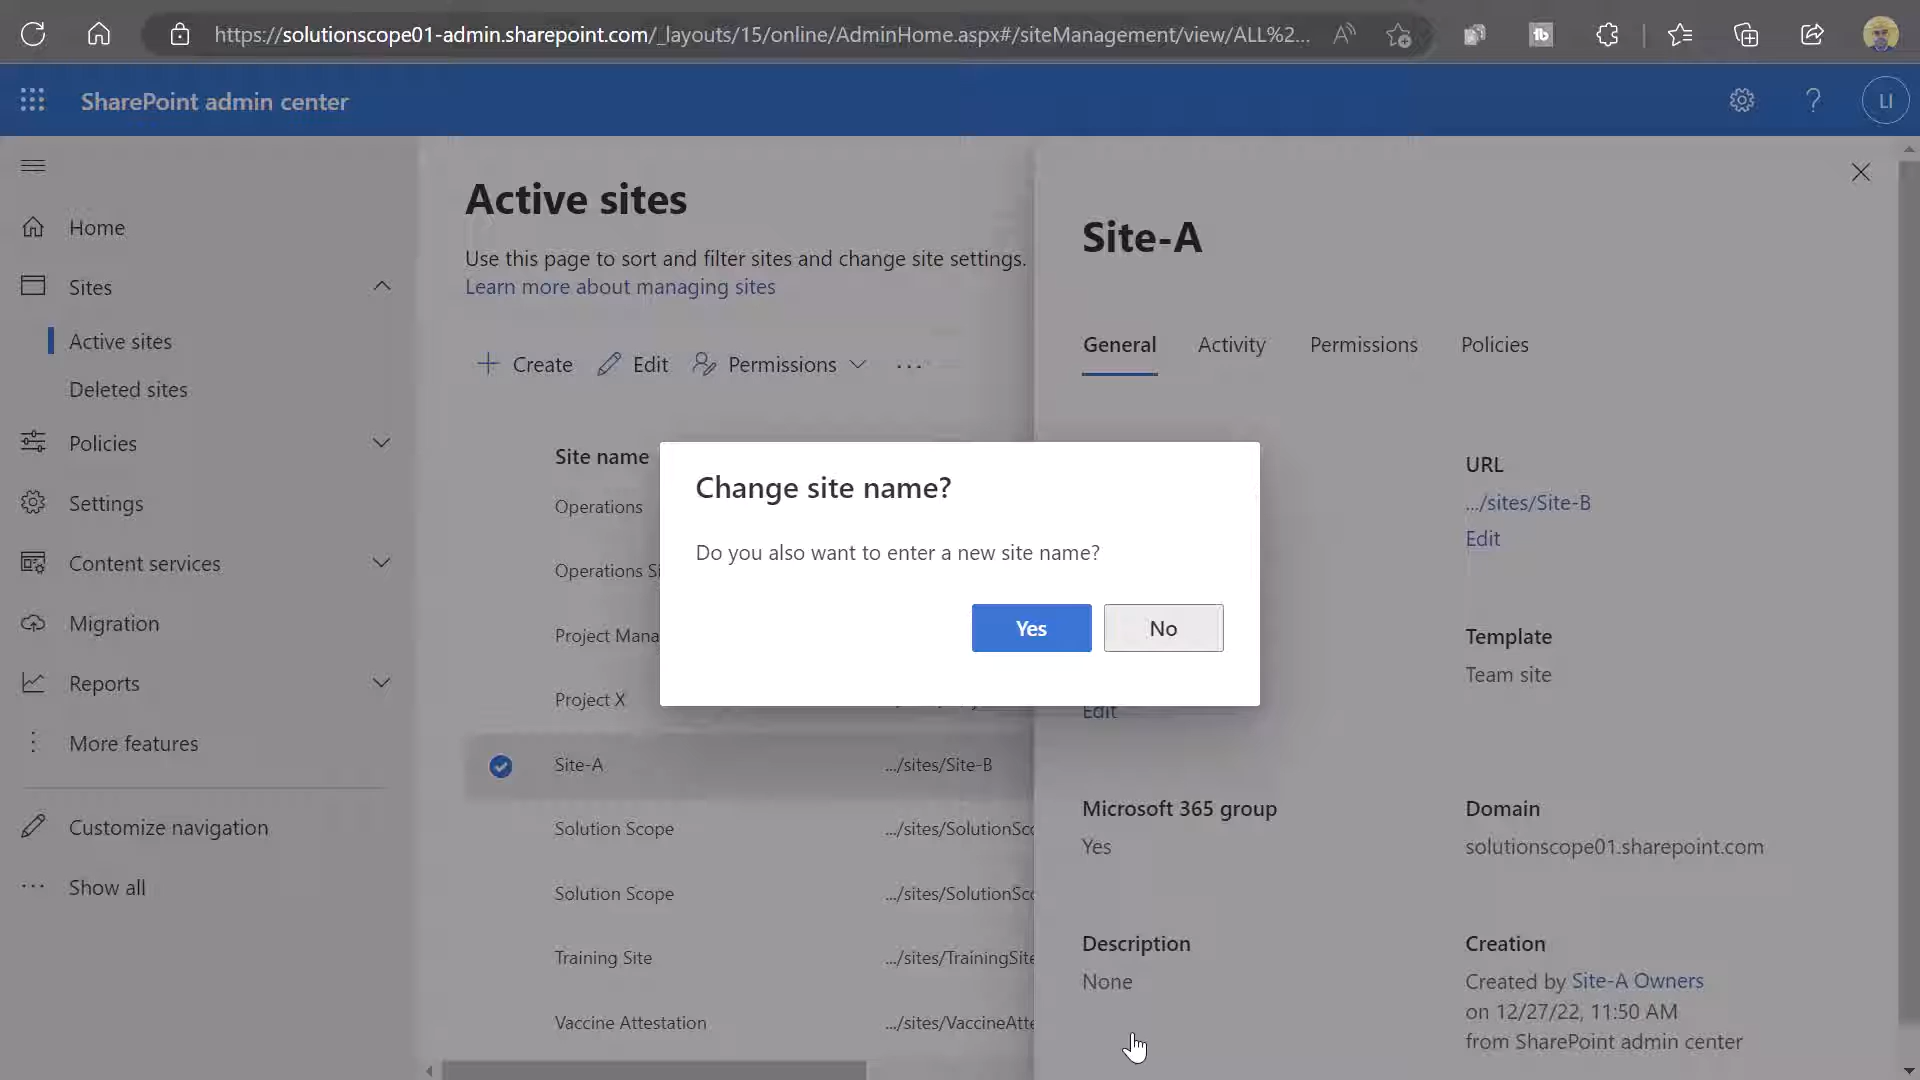 https://solutionscope01-admin.sharepoint.com/_layouts/15/online/AdminHome.aspx#/siteManagement/view/ALL%2...
SharePoint admin center
LI
Home
Sites
Active sites
Deleted sites
Policies
Settings
Content services
Migration
Reports
More features
Customize navigation
Show all
Active sites
Use this page to sort and filter sites and change site settings.
Learn more about managing sites
Create
Edit
Permissions
Site name
Operations
Operations Si
Project Mana
Project X
Site-A .../sites/Site-B
Solution Scope .../sites/SolutionSco
Solution Scope .../sites/SolutionSco
Training Site .../sites/TrainingSite
Vaccine Attestation .../sites/VaccineAtte
Change site name?
Do you also want to enter a new site name?
Yes
No
Site-A
General
Activity
Permissions
Policies
URL
.../sites/Site-B
Edit
Template
Team site
Edit
Microsoft 365 group
Yes
Domain
solutionscope01.sharepoint.com
Description
None
Creation
Created by Site-A Owners
on 12/27/22, 11:50 AM
from SharePoint admin center